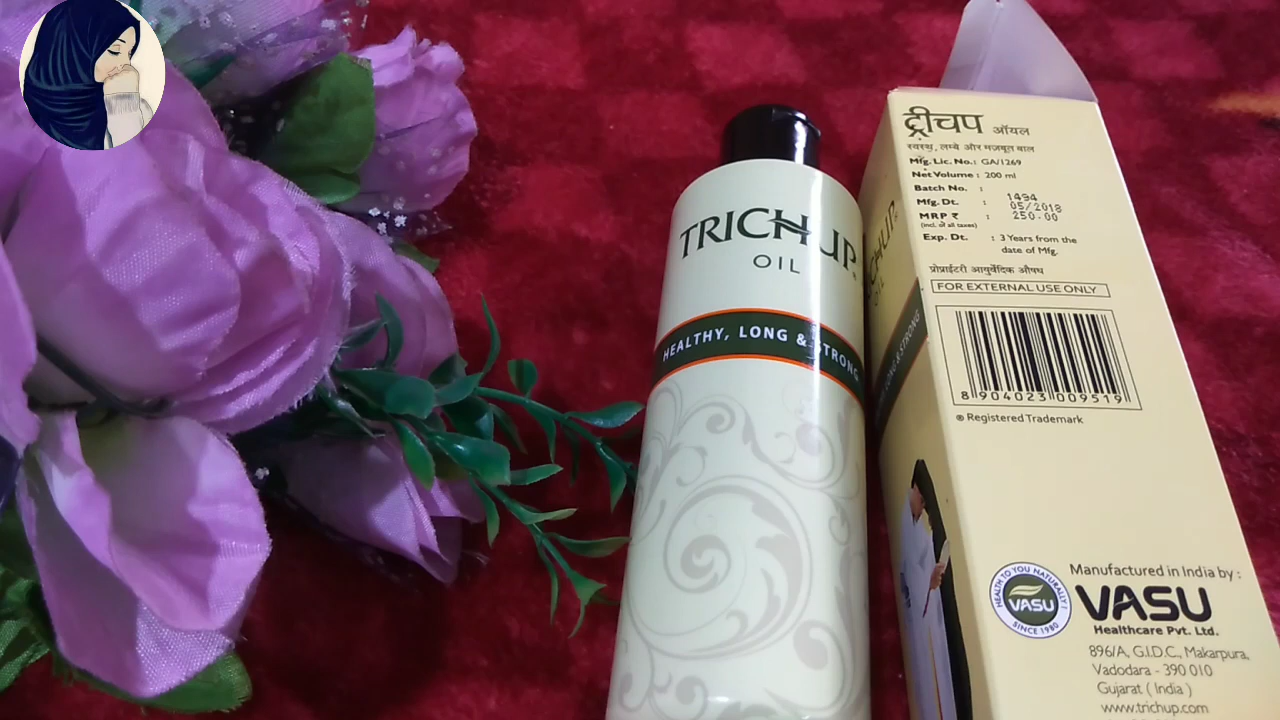 TRICHUP
OIL
HEALTHY, LONG & STRONG
CHUP
OIL
LONG & STRONG
ट्रीचप ऑयल
स्वस्थ, लम्बे और मजबूत बाल
Mfg. Lic. No. : GA/1269
Net Volume : 200 ml
Batch No. : 1494
Mfg. Dt. : 05/2018
MRP ₹ : 250.00
(incl. of all taxes)
Exp. Dt. : 3 Years from the
date of Mfg.
प्रोप्राईटरी आयुर्वेदिक औषध
FOR EXTERNAL USE ONLY
8 904023 009519
® Registered Trademark
HEALTH TO YOU NATURALLY!
VASU
SINCE 1980
Manufactured in India by :
VASU
Healthcare Pvt. Ltd.
896/A, G.I.D.C., Makarpura,
Vadodara - 390 010
Gujarat ( India )
www.trichup.com